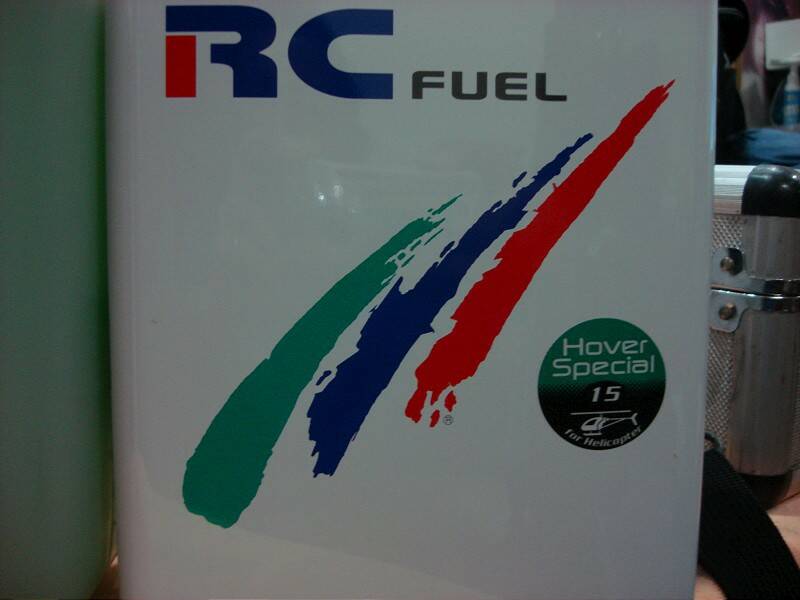 RC FUEL
®
Hover
Special
15
for Helicopter